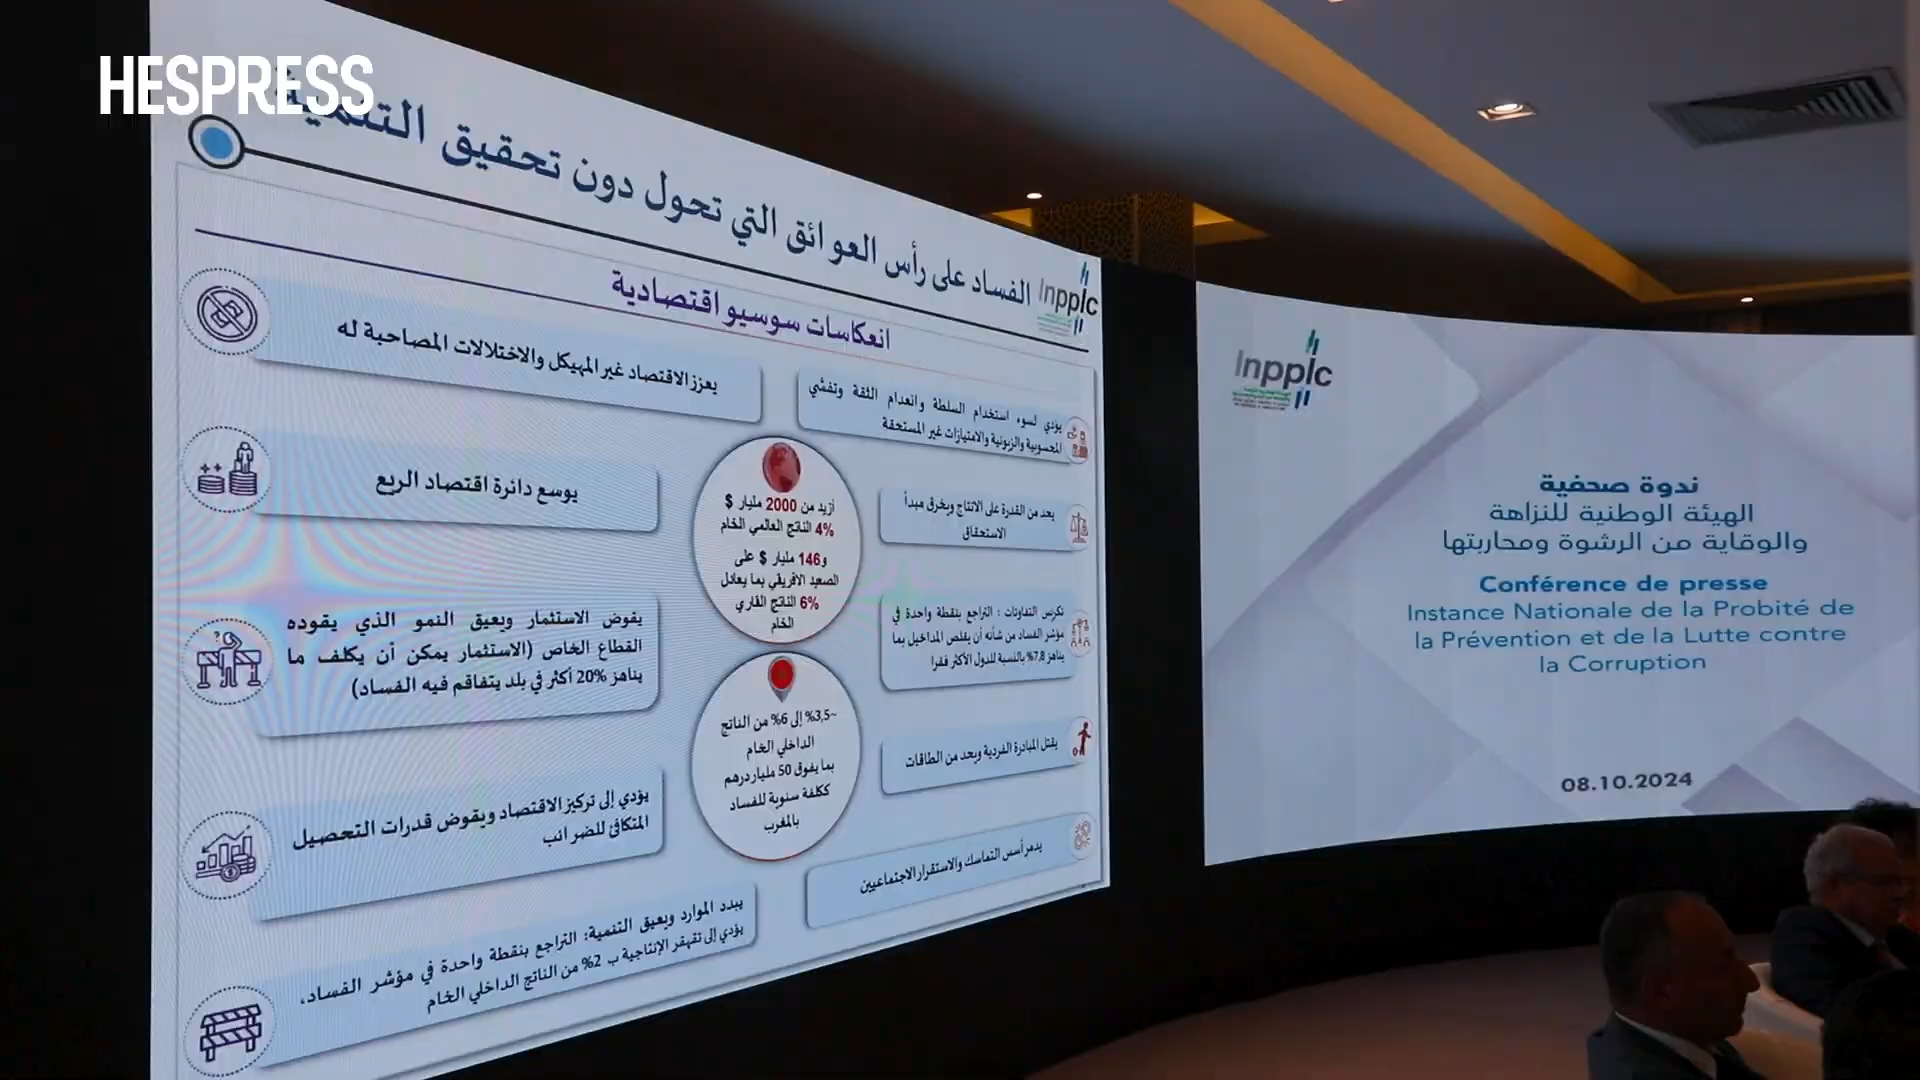 HESPRESS
الفساد على رأس العوائق التي تحول دون تحقيق التنمية
Inpplc
انعكاسات سوسيو اقتصادية
يؤدي لسوء استخدام السلطة وانعدام الثقة وتفشي
المحسوبية والزبونية والامتيازات غير المستحقة
يحد من القدرة على الانتاج ويخرق مبدأ
الاستحقاق
تكريس التفاوتات : التراجع بنقطة واحدة في
مؤشر الفساد من شأنه أن يقلص المداخيل بما
يناهز 7,8% بالنسبة للدول الأكثر فقرا
يقتل المبادرة الفردية ويحد من الطاقات
يدمر أسس التماسك والاستقرار الاجتماعيين
أزيد من 2000 مليار $
4% الناتج العالمي الخام
و146 مليار $ على
الصعيد الافريقي بما يعادل
6% الناتج القاري
الخام
~3,5% إلى 6% من الناتج
الداخلي الخام
بما يفوق 50 مليار درهم
ككلفة سنوية للفساد
بالمغرب
يعزز الاقتصاد غير المهيكل والاختلالات المصاحبة له
يوسع دائرة اقتصاد الريع
يقوض الاستثمار ويعيق النمو الذي يقوده
القطاع الخاص (الاستثمار يمكن أن يكلف ما
يناهز 20% أكثر في بلد يتفاقم فيه الفساد)
يؤدي إلى تركيز الاقتصاد ويقوض قدرات التحصيل
المتكافئ للضرائب
يبدد الموارد ويعيق التنمية: التراجع بنقطة واحدة في مؤشر الفساد،
يؤدي إلى تقهقر الإنتاجية ب 2% من الناتج الداخلي الخام
Inpplc
ندوة صحفية
الهيئة الوطنية للنزاهة
والوقاية من الرشوة ومحاربتها
Conférence de presse
Instance Nationale de la Probité de
la Prévention et de la Lutte contre
la Corruption
08.10.2024